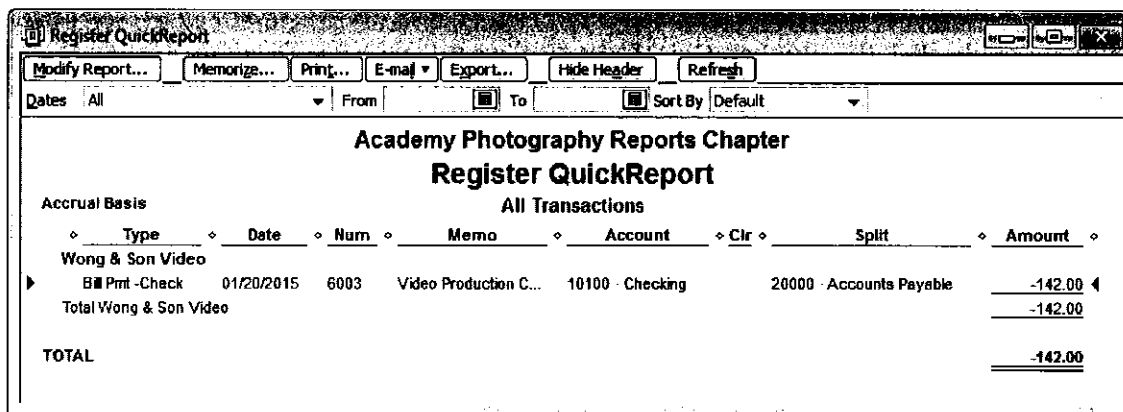 Register QuickReport
Modify Report... Memorize... Print... E-mail Export... Hide Header Refresh
Dates All From To Sort By Default
Academy Photography Reports Chapter
Register QuickReport
Accrual Basis All Transactions
Type Date Num Memo Account Clr Split Amount
Wong & Son Video
Bill Pmt -Check 01/20/2015 6003 Video Production C... 10100 · Checking 20000 · Accounts Payable -142.00
Total Wong & Son Video -142.00
TOTAL -142.00